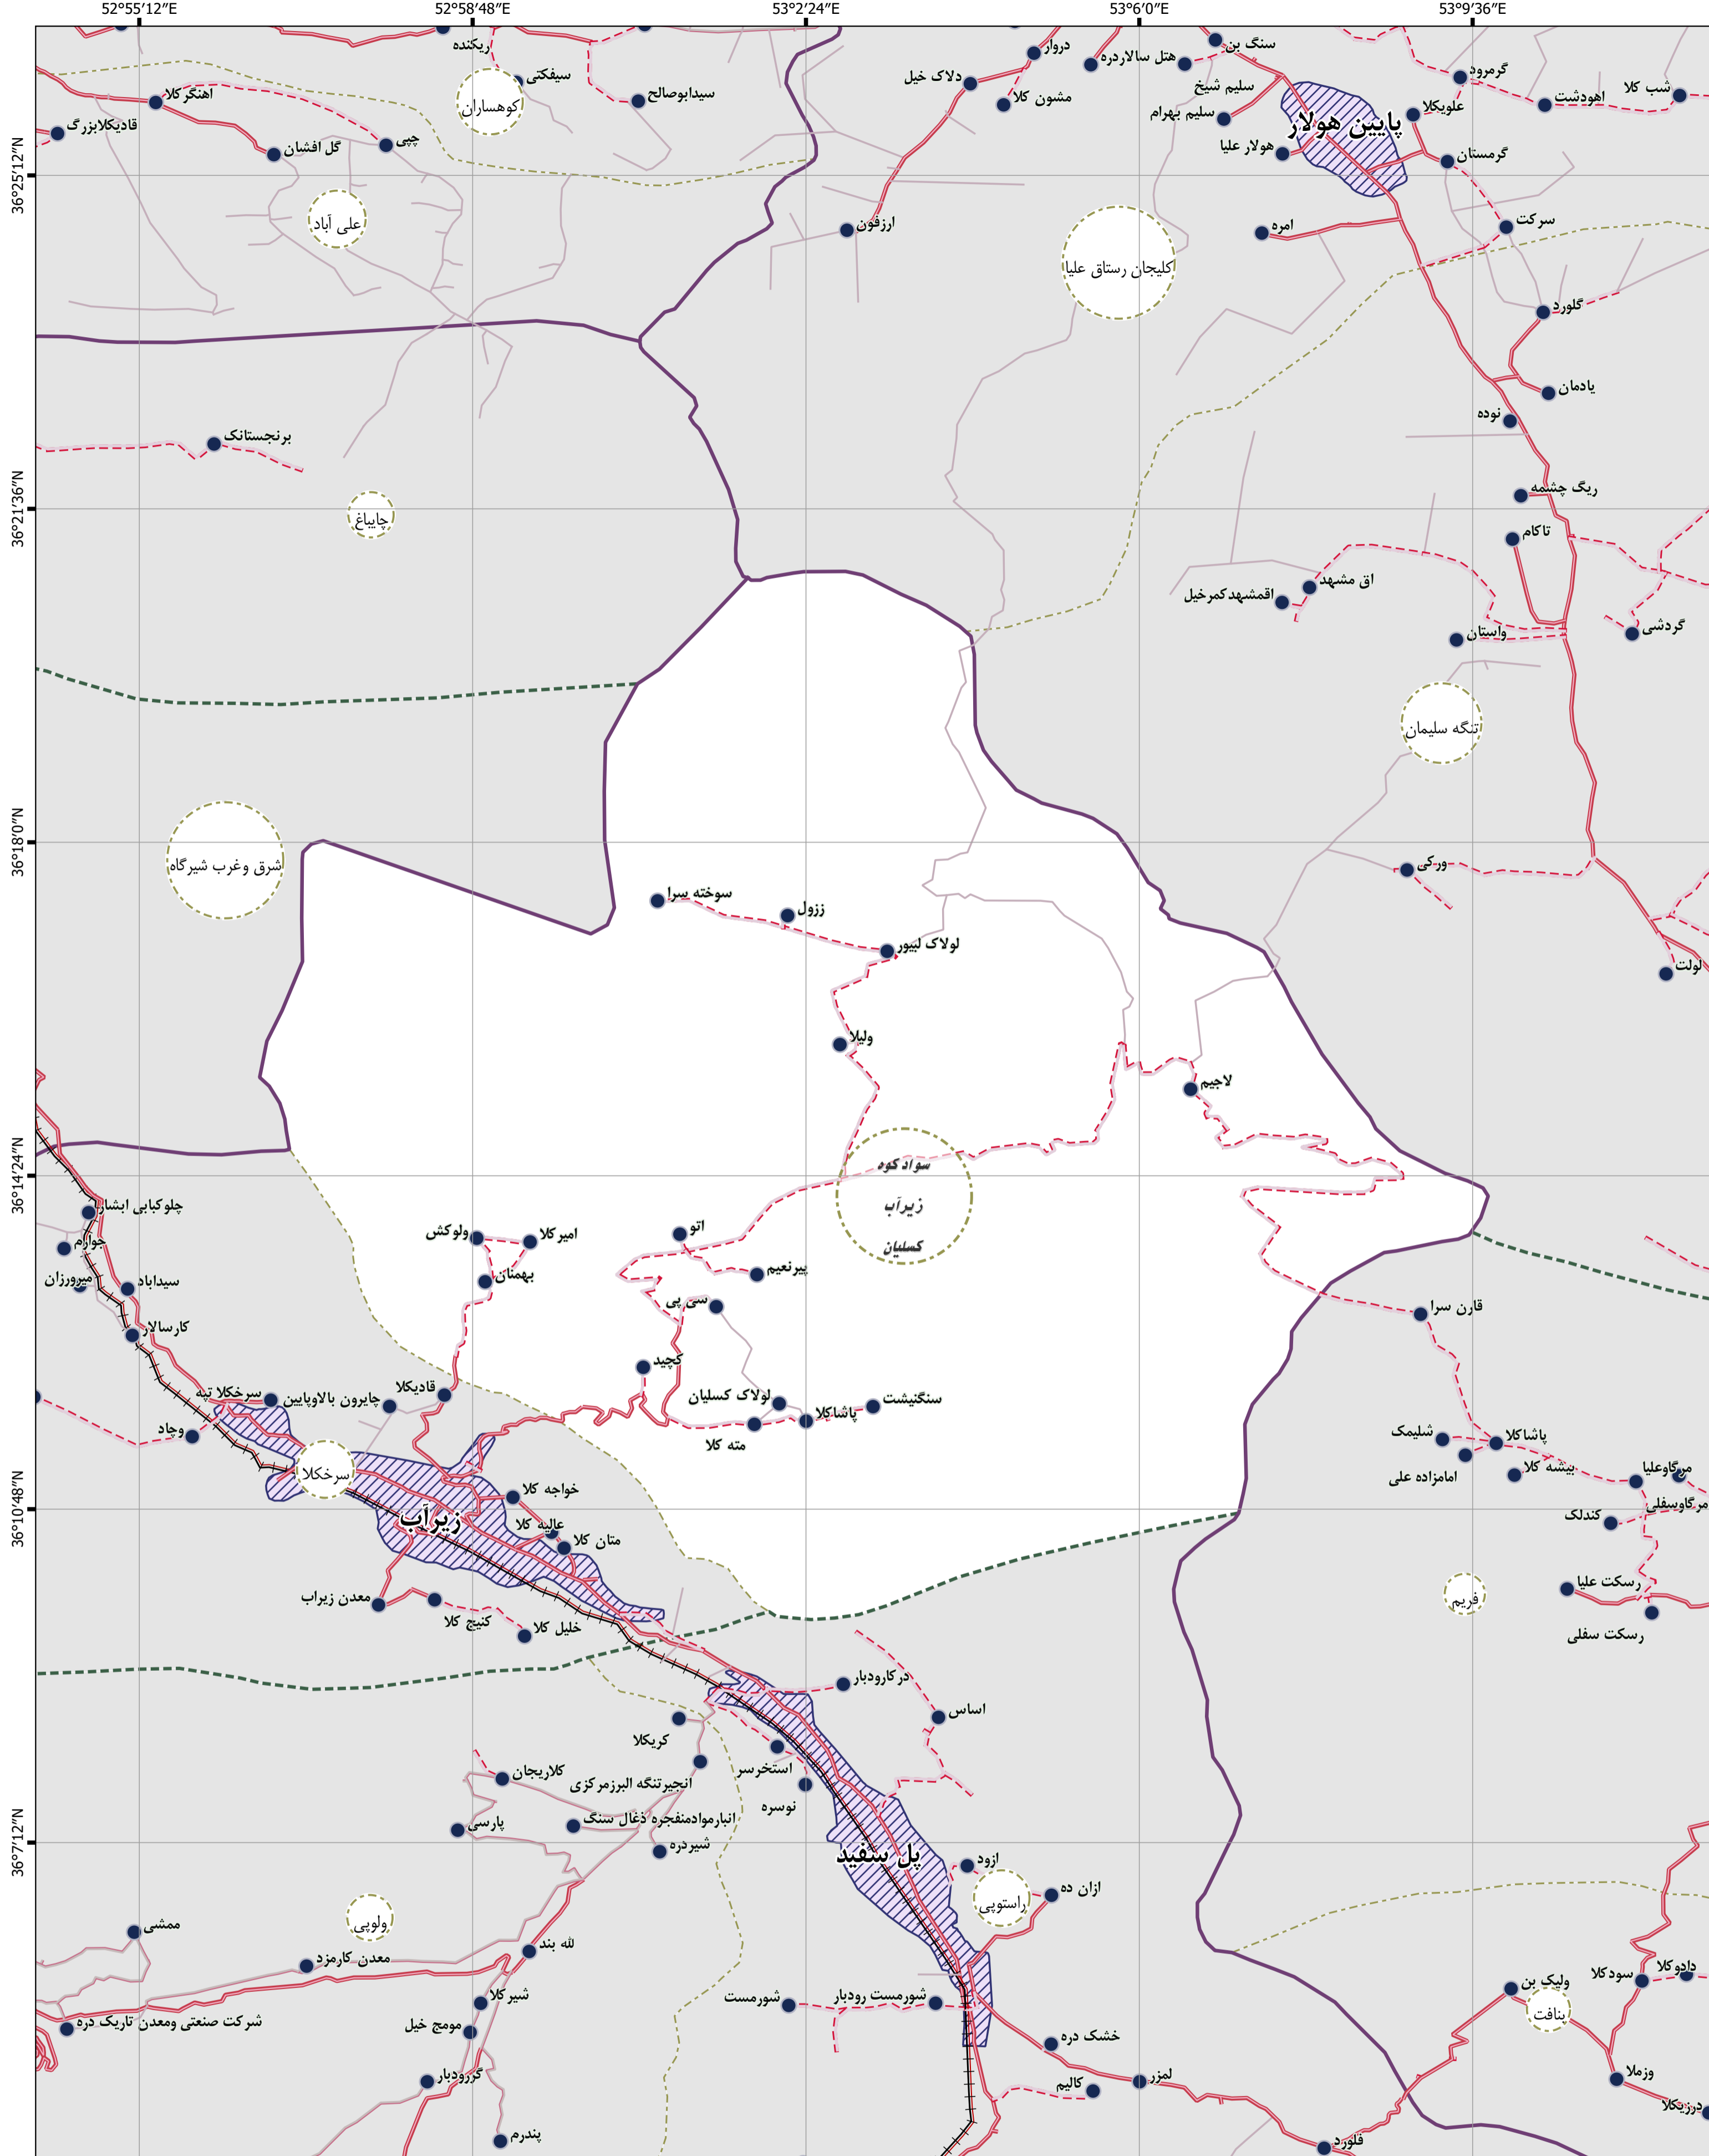 52°55′12″E
52°58′48″E
53°2′24″E
53°6′0″E
53°9′36″E
36°25′12″N
36°21′36″N
36°18′0″N
36°14′24″N
36°10′48″N
36°7′12″N
ریکنده
سیفکتی
کوهساران
سیدابوصالح
آهنگر کلا
قادیکلابزرگ
گل افشان
چپی
علی آباد
دروار
دلاک خیل
مشون کلا
هتل سالاردره
سنگ بن
سلیم شیخ
سلیم بهرام
هولار علیا
پایین هولار
گرمرود
علویکلا
اهودشت
شب کلا
گرمستان
ارزفون
امره
سرکت
کلیجان رستاق علیا
گلورد
یادمان
نوده
برنجستانک
چایباغ
ریگ چشمه
تاکام
اق مشهد
اقمشهدکمرخیل
واستان
گردشی
تنگه سلیمان
شرق وغرب شیرگاه
ورکی
سوخته سرا
ززول
لولاک لیپور
لولت
ولیلا
لاجیم
سواد کوه
زیرآب
کسلیان
چلوکبابی ابشار
جوارم
میرورزان
سیداباد
کارسالار
ولوکش
امیرکلا
بهمنان
اتو
پیرنعیم
سی پی
قارن سرا
کچید
سرخکلا تپه
چایرون بالاوپایین
قادیکلا
وچاد
لولاک کسلیان
سنگنیشت
پاشاکلا
مته کلا
شلیمک
پاشاکلا
امامزاده علی
بیشه کلا
مرگاوعلیا
مرگاوسفلی
کندلک
سرخکلا
خواجه کلا
زیرآب
عالیه کلا
متان کلا
معدن زیراب
کنیج کلا
خلیل کلا
فریم
رسکت علیا
رسکت سفلی
درکارودبار
اساس
کریکلا
استخرسر
کلاریجان
انجیرتنگه البرزمرکزی
نوسره
انبارموادمنفجره ذغال سنگ
پارسی
شیردره
پل سفید
ازود
ازان ده
راستوپی
ولوپی
ممشی
لله بند
معدن کارمزد
شیرکلا
شرکت صنعتی ومعدن تاریک دره
مومج خیل
شورمست
شورمست رودبار
خشک دره
ولیک بن
سودکلا
دادوکلا
پنافت
گرزودبار
کالیم
لمزر
وزملا
درزیکلا
پندرم
فلورد